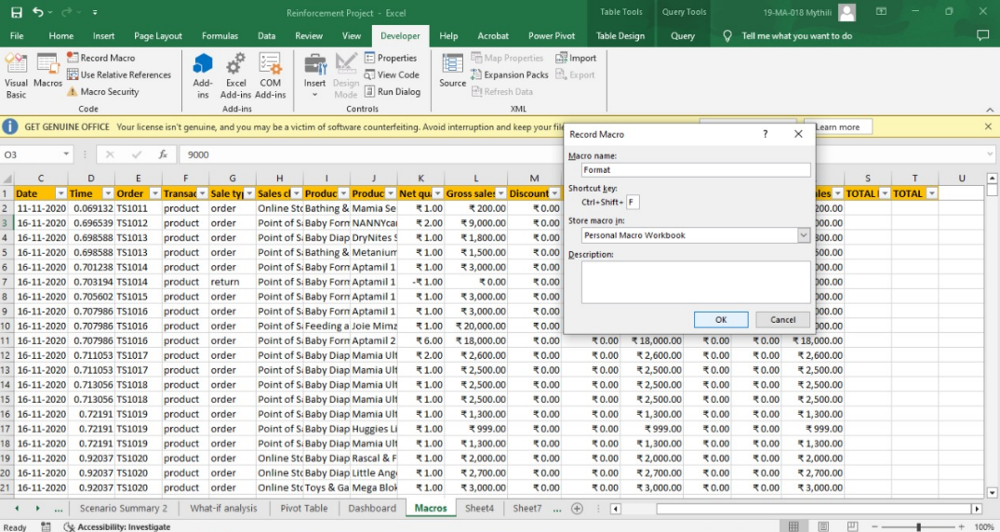 Reinforcement Project - Excel
Table Tools
Query Tools
19-MA-018 Mythili
File Home Insert Page Layout Formulas Data Review View Developer Help Acrobat Power Pivot Table Design Query Tell me what you want to do
Visual Basic
Macros
Record Macro
Use Relative References
Macro Security
Code
Add-ins
Excel Add-ins
COM Add-ins
Add-ins
Insert
Design Mode
Properties
View Code
Run Dialog
Controls
Source
Map Properties
Expansion Packs
Refresh Data
Import
Export
XML
GET GENUINE OFFICE Your license isn't genuine, and you may be a victim of software counterfeiting. Avoid interruption and keep your file
Learn more
O3 fx 9000
Record Macro ?
Macro name:
Format
Shortcut key:
Ctrl+Shift+ F
Store macro in:
Personal Macro Workbook
Description:
OK Cancel
C D E F G H I J K L M S T U
1 Date Time Order Transac Sale typ Sales cl Produc Produc Net qu Gross sales Discount ales TOTAL TOTAL
2 11-11-2020 0.069132 TS1011 product order Online Sto Bathing & Mamia Se ₹ 1.00 ₹ 200.00 ₹ 0.00 200.00
3 16-11-2020 0.696539 TS1012 product order Point of Sa Baby Form NANNYcar ₹ 2.00 ₹ 9,000.00 ₹ 0.00 000.00
4 16-11-2020 0.698588 TS1013 product order Point of Sa Baby Diap DryNites S ₹ 1.00 ₹ 1,800.00 ₹ 0.00 800.00
5 16-11-2020 0.698588 TS1013 product order Point of Sa Bathing & Metanium ₹ 1.00 ₹ 1,500.00 ₹ 0.00 500.00
6 16-11-2020 0.701238 TS1014 product order Point of Sa Baby Form Aptamil 1 ₹ 1.00 ₹ 3,000.00 ₹ 0.00 000.00
7 16-11-2020 0.703194 TS1014 product return Point of Sa Baby Form Aptamil 1 -₹ 1.00 ₹ 0.00 ₹ 0.00 000.00
8 16-11-2020 0.705602 TS1015 product order Point of Sa Baby Form Aptamil 1 ₹ 1.00 ₹ 3,000.00 ₹ 0.00 000.00
9 16-11-2020 0.707986 TS1016 product order Point of Sa Baby Form Aptamil 1 ₹ 1.00 ₹ 3,000.00 ₹ 0.00 000.00
10 16-11-2020 0.707986 TS1016 product order Point of Sa Feeding a Joie Mimz ₹ 1.00 ₹ 20,000.00 ₹ 0.00 000.00
11 16-11-2020 0.707986 TS1016 product order Point of Sa Baby Form Aptamil 2 ₹ 6.00 ₹ 18,000.00 ₹ 0.00 ₹ 0.00 ₹ 18,000.00 ₹ 0.00 ₹ 0.00 ₹ 18,000.00
12 16-11-2020 0.711053 TS1017 product order Point of Sa Baby Diap Mamia Ult ₹ 2.00 ₹ 2,600.00 ₹ 0.00 ₹ 0.00 ₹ 2,600.00 ₹ 0.00 ₹ 0.00 ₹ 2,600.00
13 16-11-2020 0.711053 TS1017 product order Point of Sa Baby Diap Mamia Ult ₹ 1.00 ₹ 2,500.00 ₹ 0.00 ₹ 0.00 ₹ 2,500.00 ₹ 0.00 ₹ 0.00 ₹ 2,500.00
14 16-11-2020 0.713056 TS1018 product order Point of Sa Baby Diap Mamia Ult ₹ 1.00 ₹ 2,500.00 ₹ 0.00 ₹ 0.00 ₹ 2,500.00 ₹ 0.00 ₹ 0.00 ₹ 2,500.00
15 16-11-2020 0.713056 TS1018 product order Point of Sa Baby Diap Mamia Ult ₹ 1.00 ₹ 2,500.00 ₹ 0.00 ₹ 0.00 ₹ 2,500.00 ₹ 0.00 ₹ 0.00 ₹ 2,500.00
16 16-11-2020 0.72191 TS1019 product order Point of Sa Baby Diap Mamia Ult ₹ 1.00 ₹ 1,300.00 ₹ 0.00 ₹ 0.00 ₹ 1,300.00 ₹ 0.00 ₹ 0.00 ₹ 1,300.00
17 16-11-2020 0.72191 TS1019 product order Point of Sa Baby Diap Huggies Li ₹ 1.00 ₹ 999.00 ₹ 0.00 ₹ 0.00 ₹ 999.00 ₹ 0.00 ₹ 0.00 ₹ 999.00
18 16-11-2020 0.72191 TS1019 product order Point of Sa Baby Diap Mamia Ult ₹ 1.00 ₹ 1,300.00 ₹ 0.00 ₹ 0.00 ₹ 1,300.00 ₹ 0.00 ₹ 0.00 ₹ 1,300.00
19 16-11-2020 0.92037 TS1020 product order Online Sto Baby Diap Rascal & F ₹ 1.00 ₹ 2,000.00 ₹ 0.00 ₹ 0.00 ₹ 2,000.00 ₹ 0.00 ₹ 0.00 ₹ 2,000.00
20 16-11-2020 0.92037 TS1020 product order Online Sto Baby Diap Little Ange ₹ 1.00 ₹ 2,700.00 ₹ 0.00 ₹ 0.00 ₹ 2,700.00 ₹ 0.00 ₹ 0.00 ₹ 2,700.00
21 16-11-2020 0.92037 TS1020 product order Online Sto Toys & Ga Mega Blok ₹ 1.00 ₹ 3,000.00 ₹ 0.00 ₹ 0.00 ₹ 3,000.00 ₹ 0.00 ₹ 0.00 ₹ 3,000.00
... Scenario Summary 2 What-if analysis Pivot Table Dashboard Macros Sheet4 Sheet7 ...
Ready Accessibility: Investigate 100%